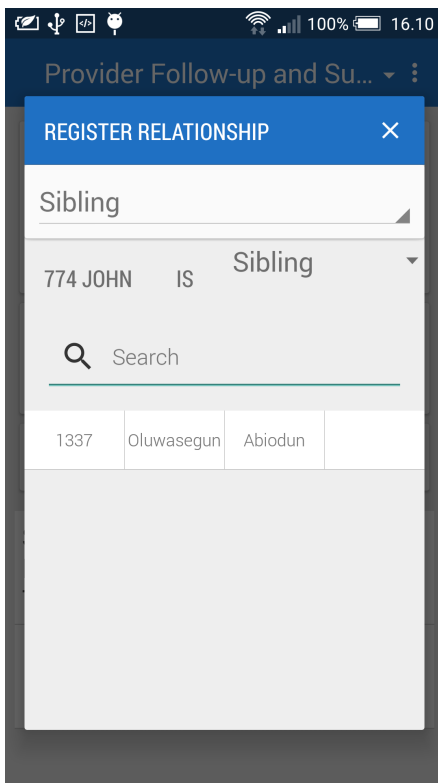 100% 16.10
Provider Follow-up and Su...
REGISTER RELATIONSHIP
Sibling
774 JOHN IS Sibling
Search
1337 Oluwasegun Abiodun